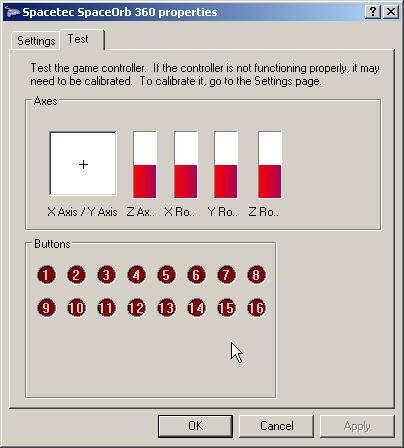 Spacetec SpaceOrb 360 properties
Settings Test
Test the game controller. If the controller is not functioning properly, it may
need to be calibrated. To calibrate it, go to the Settings page.
Axes
X Axis / Y Axis Z Ax.. X Ro.. Y Ro.. Z Ro..
Buttons
1 2 3 4 5 6 7 8
9 10 11 12 13 14 15 16
OK Cancel Apply